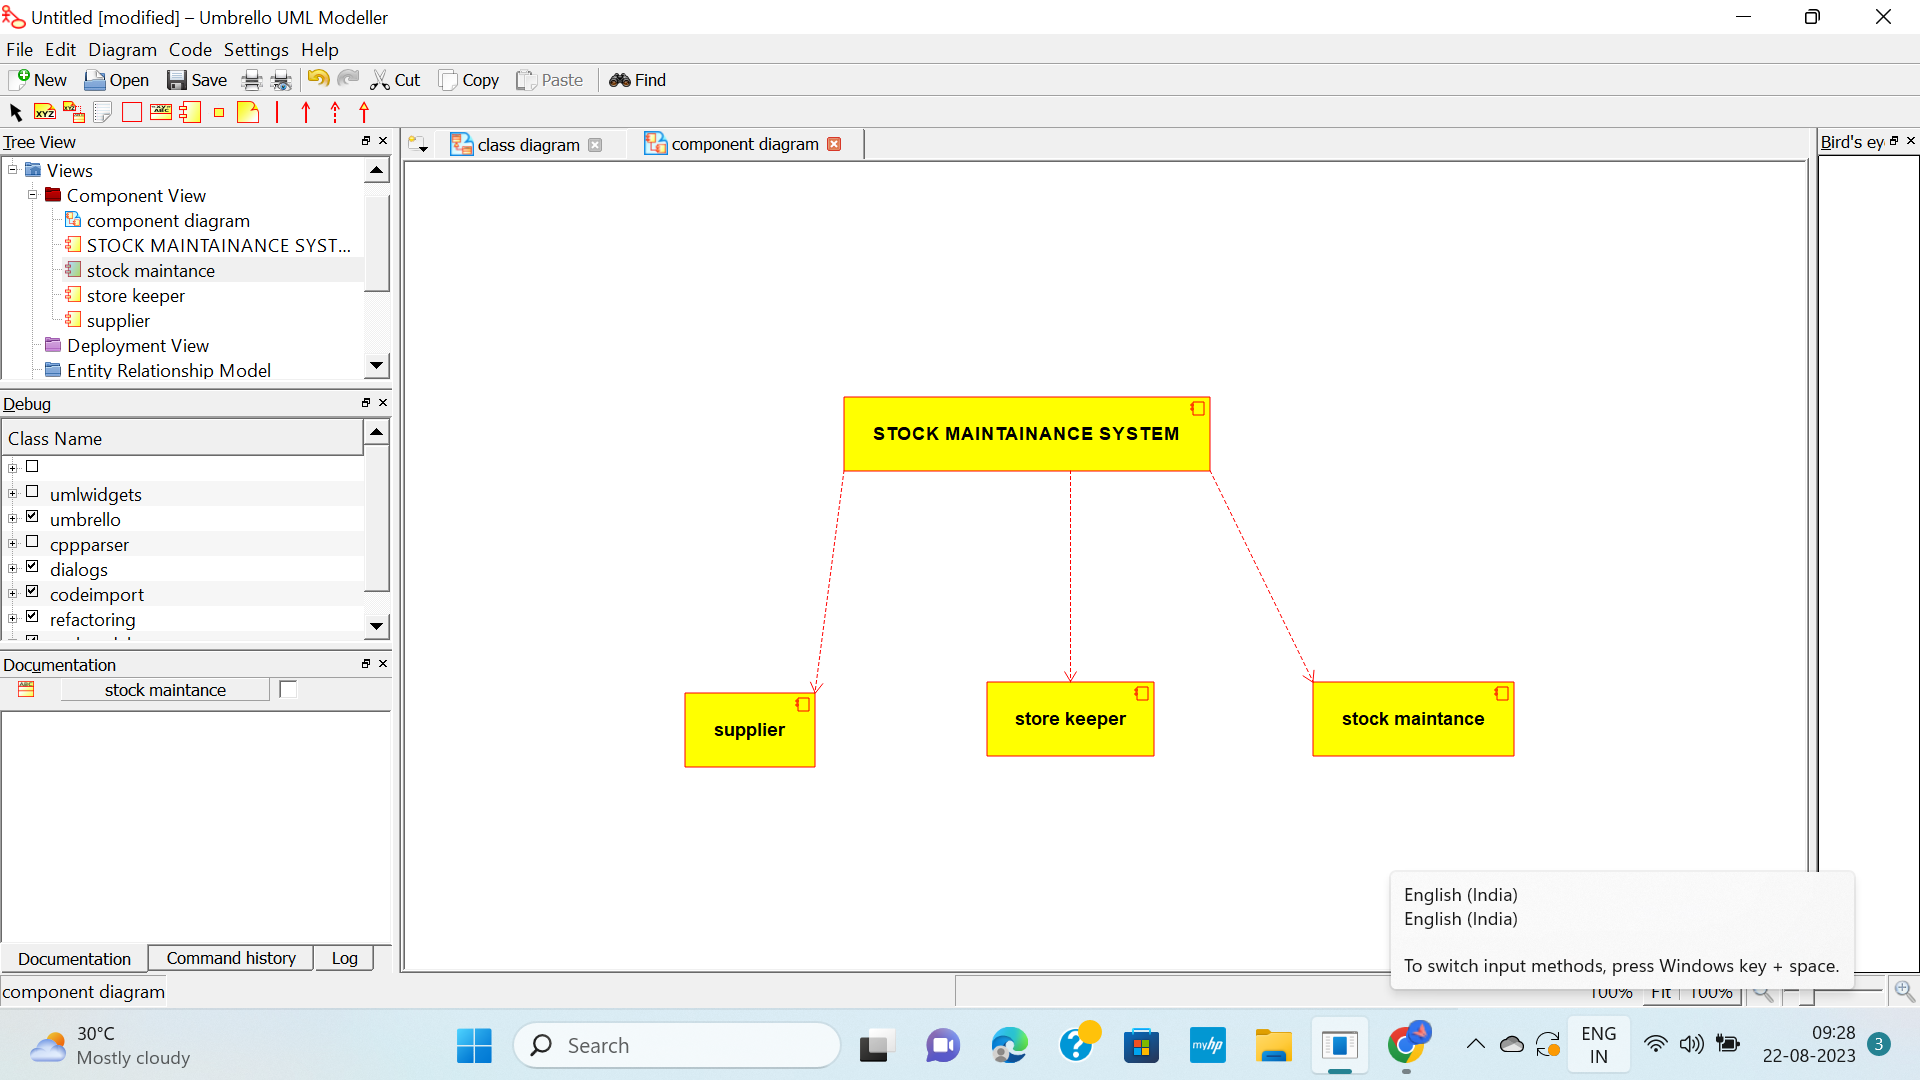 Untitled [modified] – Umbrello UML Modeller
File Edit Diagram Code Settings Help
New Open Save Cut Copy Paste Find
Tree View
class diagram
component diagram
Bird's ey
Views
Component View
component diagram
STOCK MAINTAINANCE SYST...
stock maintance
store keeper
supplier
Deployment View
Entity Relationship Model
Debug
Class Name
umlwidgets
umbrello
cppparser
dialogs
codeimport
refactoring
STOCK MAINTAINANCE SYSTEM
supplier
store keeper
stock maintance
Documentation
stock maintance
Documentation Command history Log
component diagram
English (India)
English (India)
To switch input methods, press Windows key + space.
100% Fit 100%
30°C
Mostly cloudy
Search
myhp
ENG
IN
09:28
22-08-2023
3